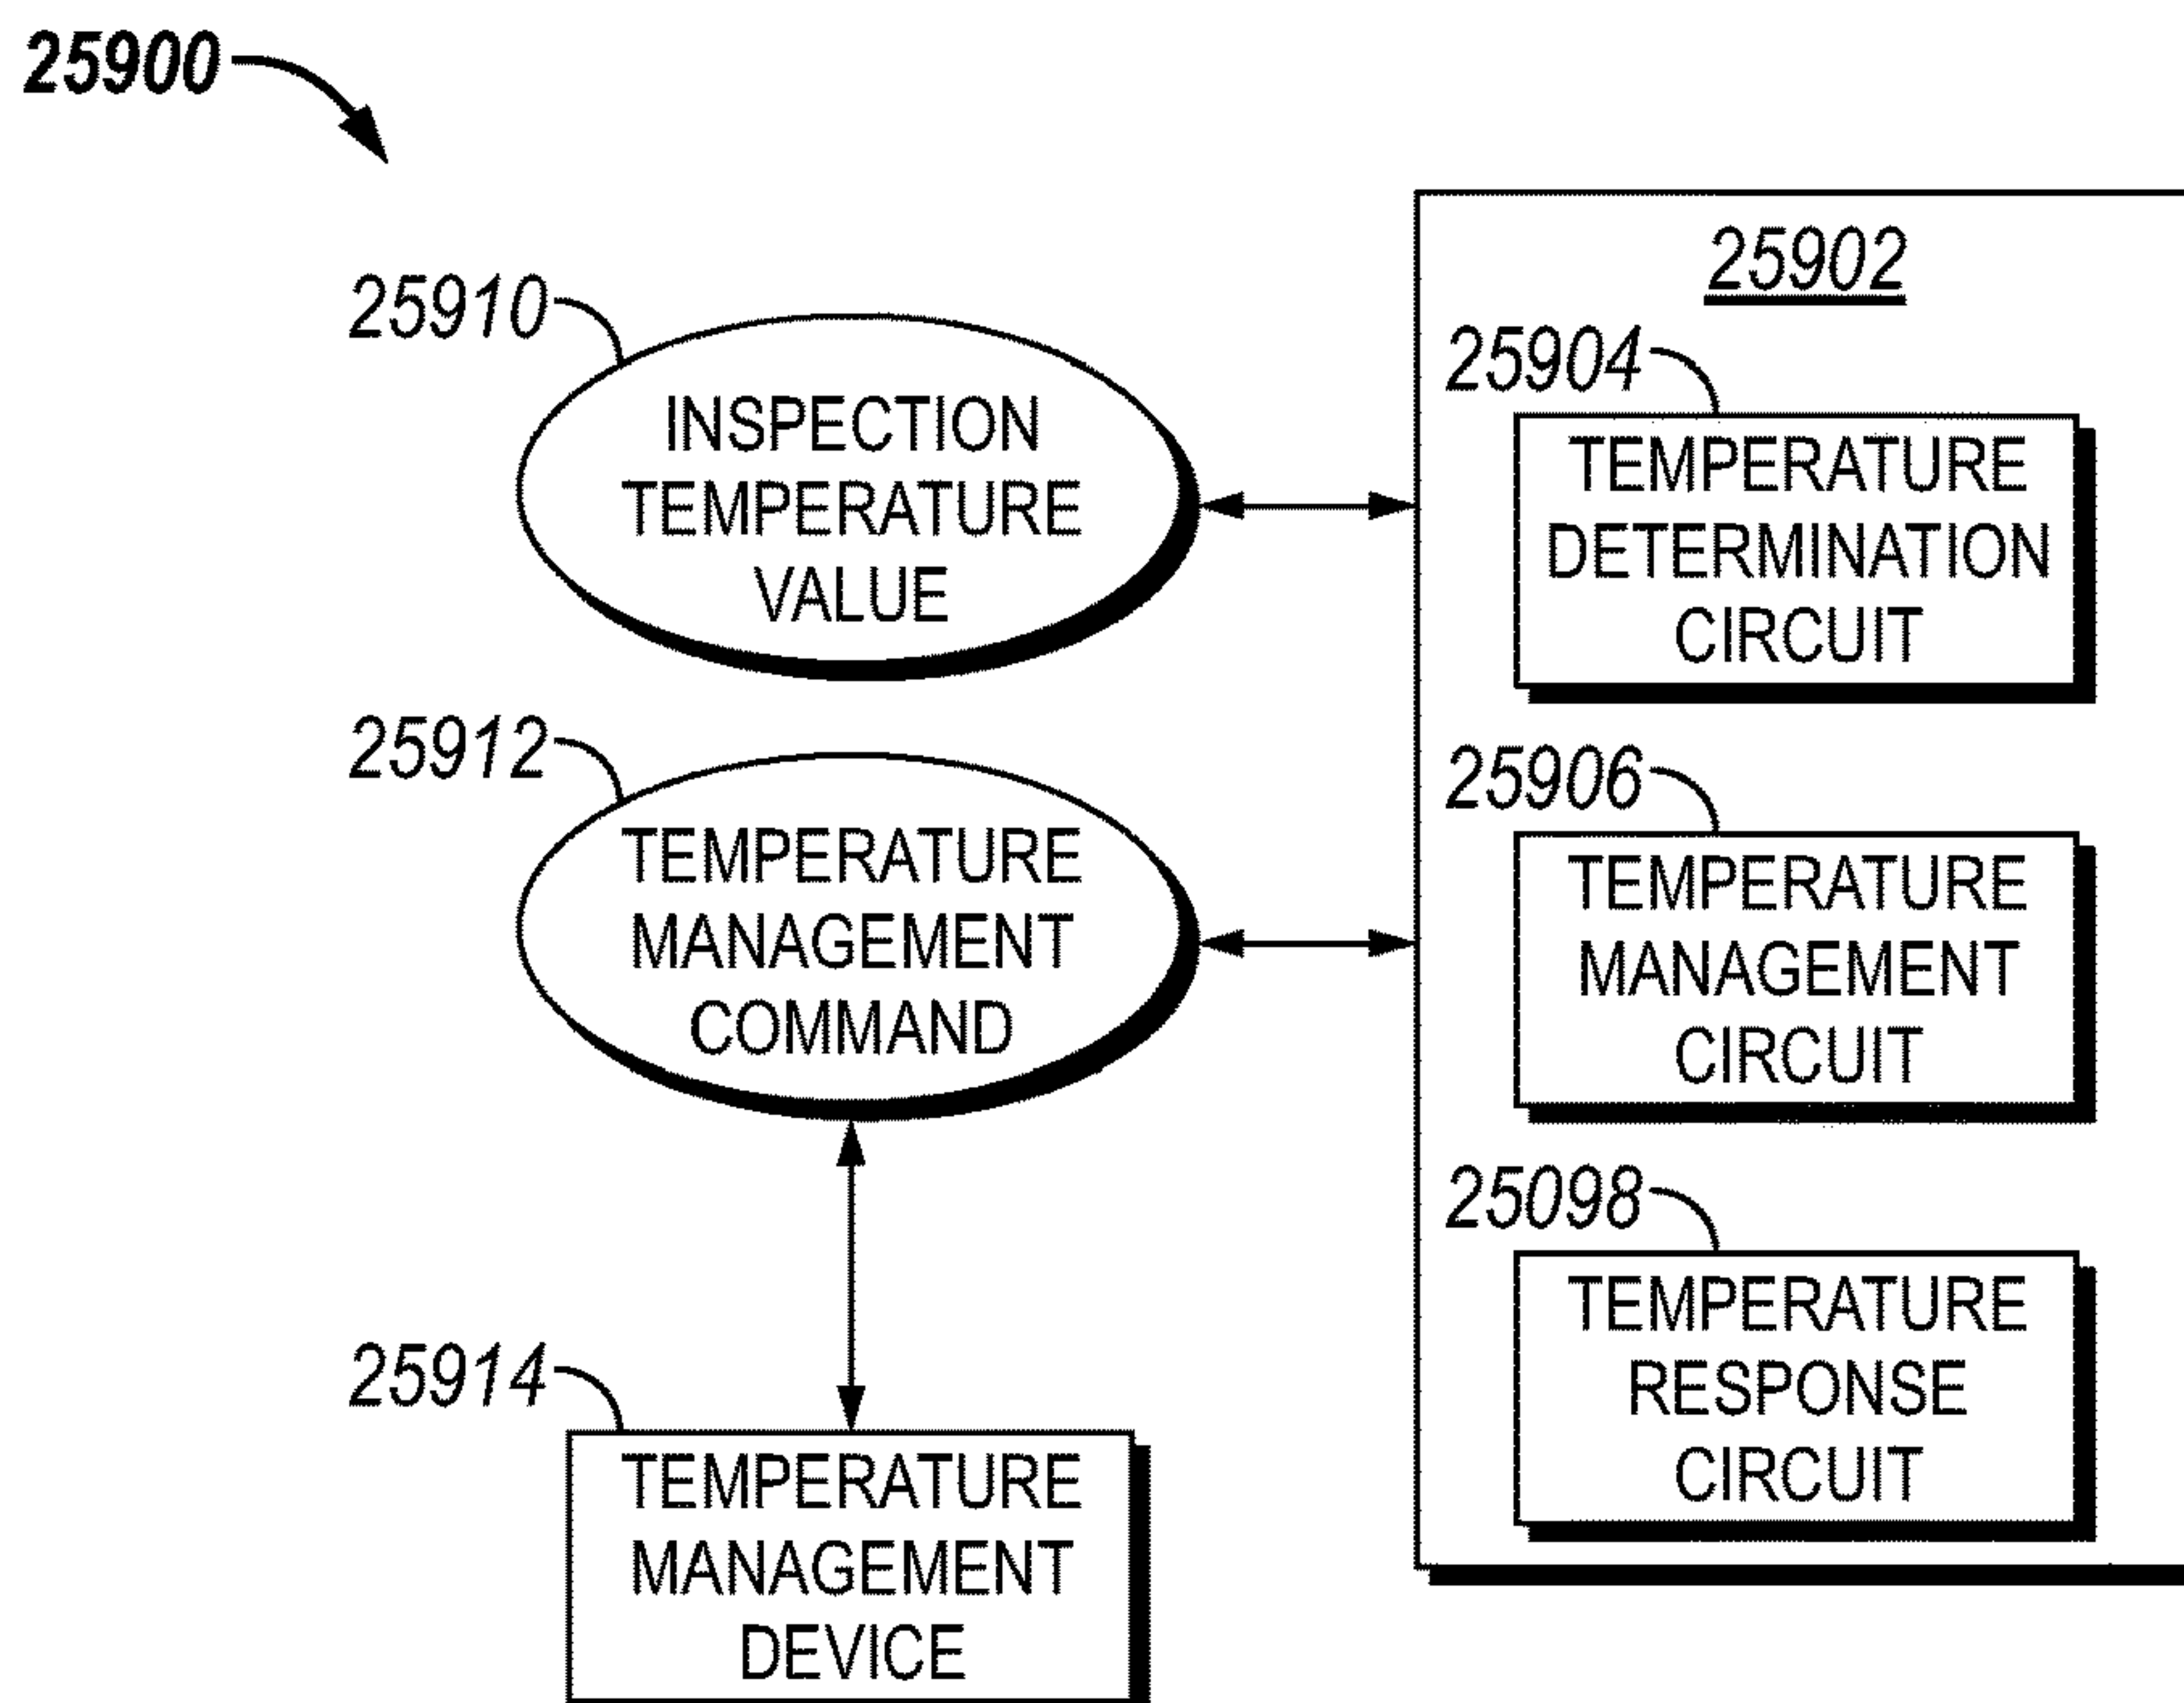 25900
25910
INSPECTION
TEMPERATURE
VALUE
25912
TEMPERATURE
MANAGEMENT
COMMAND
25914
TEMPERATURE
MANAGEMENT
DEVICE
25902
25904
TEMPERATURE
DETERMINATION
CIRCUIT
25906
TEMPERATURE
MANAGEMENT
CIRCUIT
25098
TEMPERATURE
RESPONSE
CIRCUIT